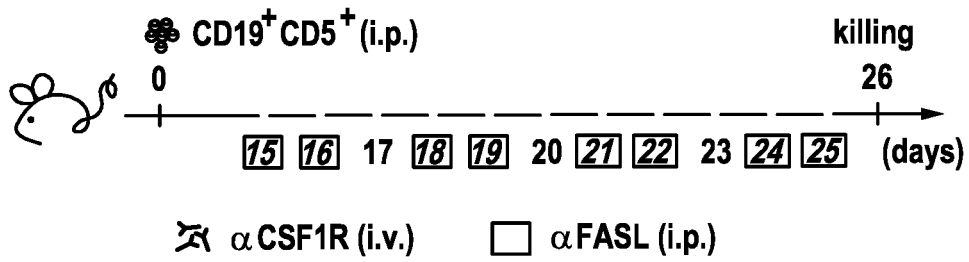 CD19⁺CD5⁺ (i.p.) killing
0 26
15 16 17 18 19 20 21 22 23 24 25 (days)
αCSF1R (i.v.) αFASL (i.p.)